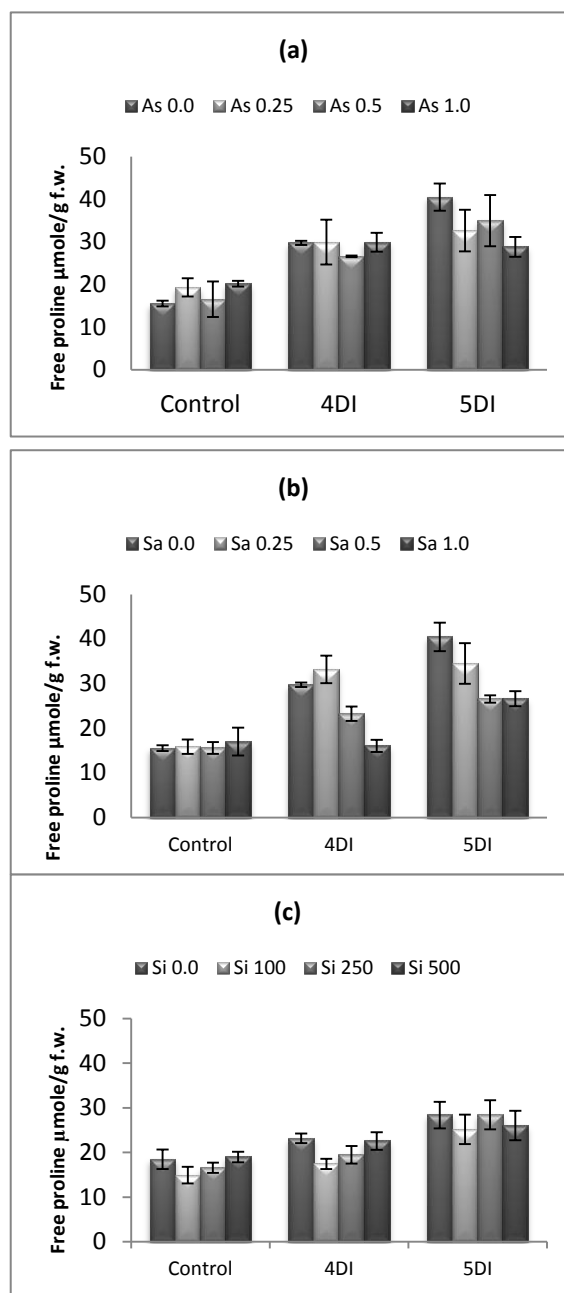 (a)
As 0.0 As 0.25 As 0.5 As 1.0
Free proline µmole/g f.w.
50
40
30
20
10
0
Control 4DI 5DI
(b)
Sa 0.0 Sa 0.25 Sa 0.5 Sa 1.0
Free proline µmole/g f.w.
50
40
30
20
10
0
Control 4DI 5DI
(c)
Si 0.0 Si 100 Si 250 Si 500
Free proline µmole/g f.w.
50
40
30
20
10
0
Control 4DI 5DI